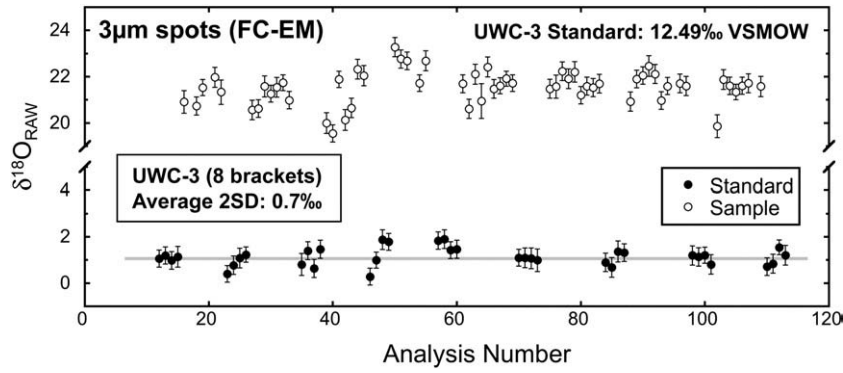 3µm spots (FC-EM)
UWC-3 Standard: 12.49‰ VSMOW
24
22
20
4
2
0
δ18ORAW
UWC-3 (8 brackets)
Average 2SD: 0.7‰
Standard
Sample
0 20 40 60 80 100 120
Analysis Number